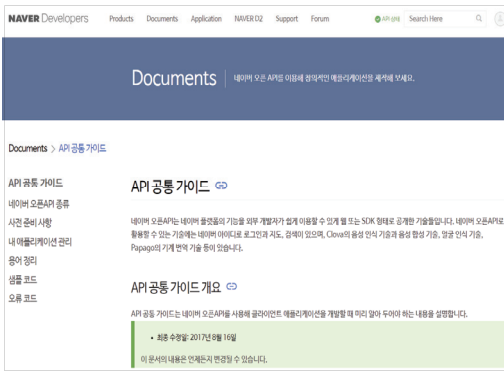 NAVER Developers Products Documents Application NAVER D2 Support Forum API 상태 Search Here
Documents 네이버 오픈 API를 이용해 창의적인 애플리케이션을 제작해 보세요.
Documents > API 공통 가이드
API 공통 가이드
네이버 오픈API 종류
사전 준비 사항
내 애플리케이션 관리
용어 정리
샘플 코드
오류 코드
API 공통 가이드
네이버 오픈API는 네이버 플랫폼의 기능을 외부 개발자가 쉽게 이용할 수 있게 웹 또는 SDK 형태로 공개한 기술들입니다. 네이버 오픈API로
활용할 수 있는 기술에는 네이버 아이디로 로그인과 지도, 검색이 있으며, Clova의 음성 인식 기술과 음성 합성 기술, 얼굴 인식 기술,
Papago의 기계 번역 기술 등이 있습니다.
API 공통 가이드 개요
API 공통 가이드는 네이버 오픈API를 사용해 클라이언트 애플리케이션을 개발할 때 미리 알아 두어야 하는 내용을 설명합니다.
• 최종 수정일: 2017년 8월 16일
이 문서의 내용은 언제든지 변경될 수 있습니다.